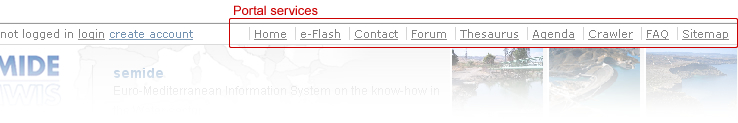 Portal services
not logged in login create account | Home | e-Flash | Contact | Forum | Thesaurus | Agenda | Crawler | FAQ | Sitemap
MIDE
WIS
semide
Euro-Mediterranean Information System on the know-how in